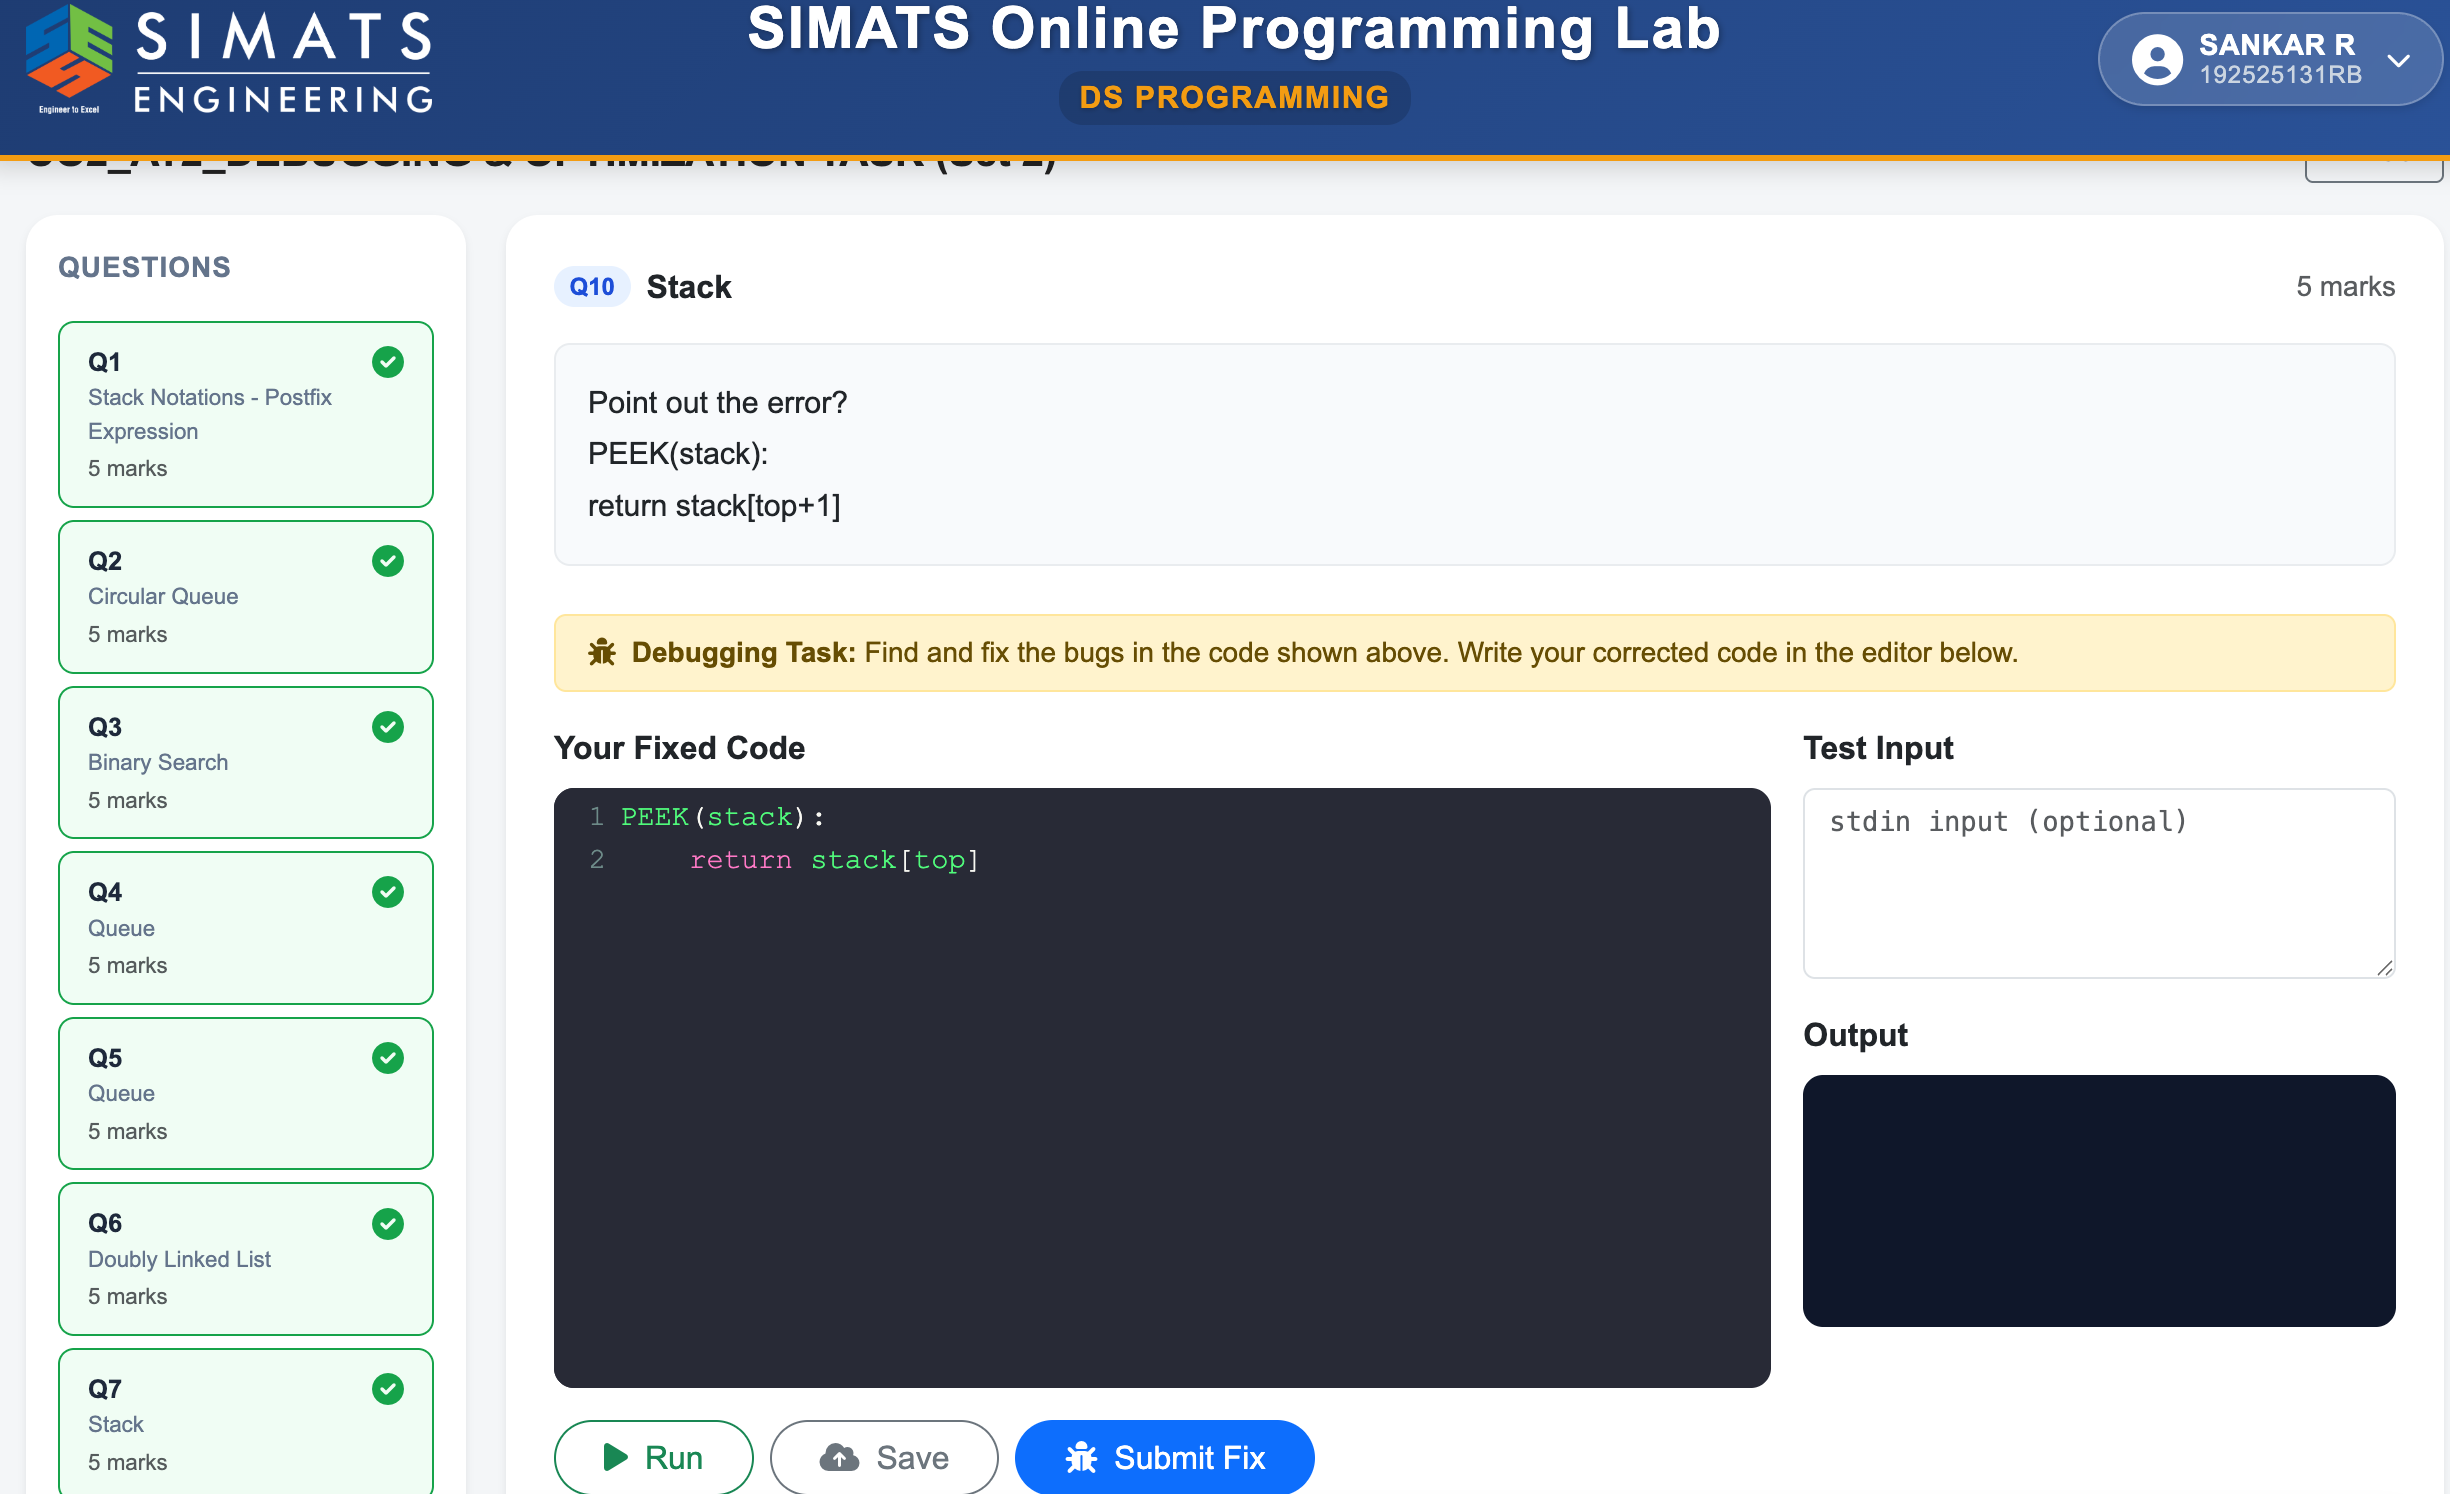 SIMATS
ENGINEERING
Engineer to Excel
SIMATS Online Programming Lab
DS PROGRAMMING
SANKAR R
192525131RB
QUESTIONS
Q1
Stack Notations - Postfix
Expression
5 marks
Q2
Circular Queue
5 marks
Q3
Binary Search
5 marks
Q4
Queue
5 marks
Q5
Queue
5 marks
Q6
Doubly Linked List
5 marks
Q7
Stack
5 marks
Q10 Stack
5 marks
Point out the error?
PEEK(stack):
return stack[top+1]
Debugging Task: Find and fix the bugs in the code shown above. Write your corrected code in the editor below.
Your Fixed Code
1 PEEK(stack):
2 return stack[top]
Test Input
stdin input (optional)
Output
Run
Save
Submit Fix